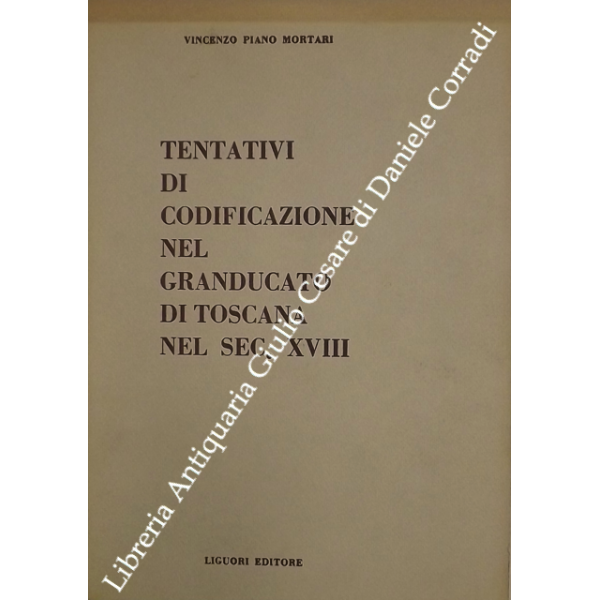 VINCENZO PIANO MORTARI
TENTATIVI
DI
CODIFICAZIONE
NEL
GRANDUCATO
DI TOSCANA
NEL SEC. XVIII
LIGUORI EDITORE
Libreria Antiquaria Giulio Cesare di Daniele Corradi